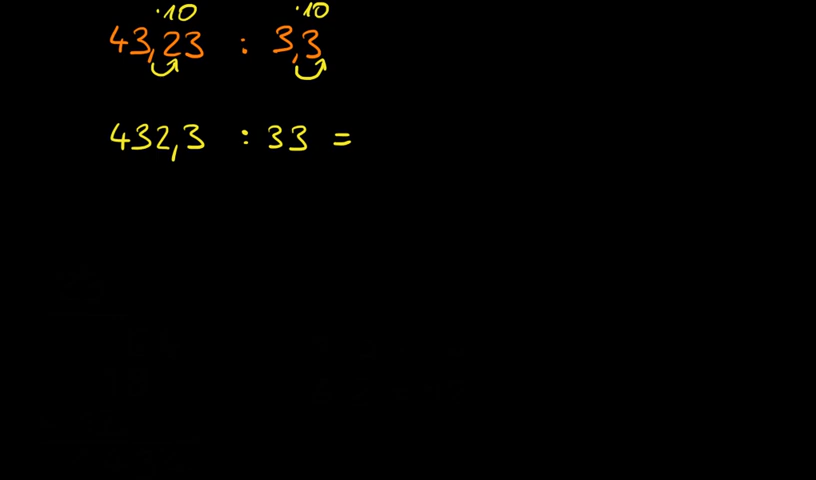 ·10 ·10
43,23 : 3,3
432,3 : 33 =